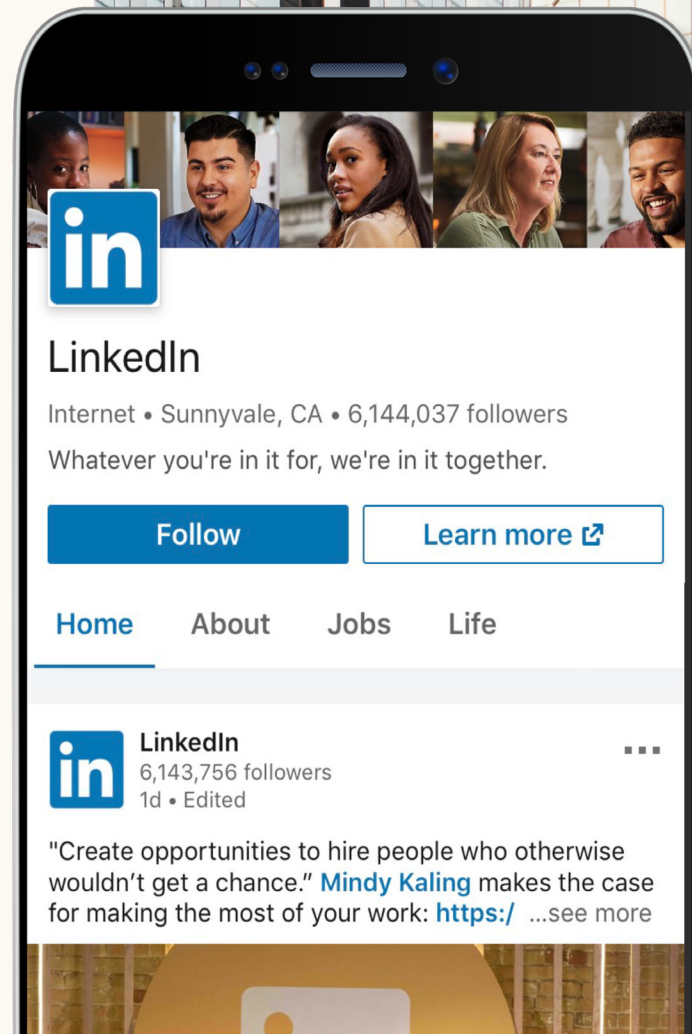 in
LinkedIn
Internet • Sunnyvale, CA • 6,144,037 followers
Whatever you're in it for, we're in it together.
Follow
Learn more
Home About Jobs Life
in
LinkedIn
6,143,756 followers
1d • Edited
"Create opportunities to hire people who otherwise
wouldn’t get a chance.” Mindy Kaling makes the case
for making the most of your work: https:/ ...see more